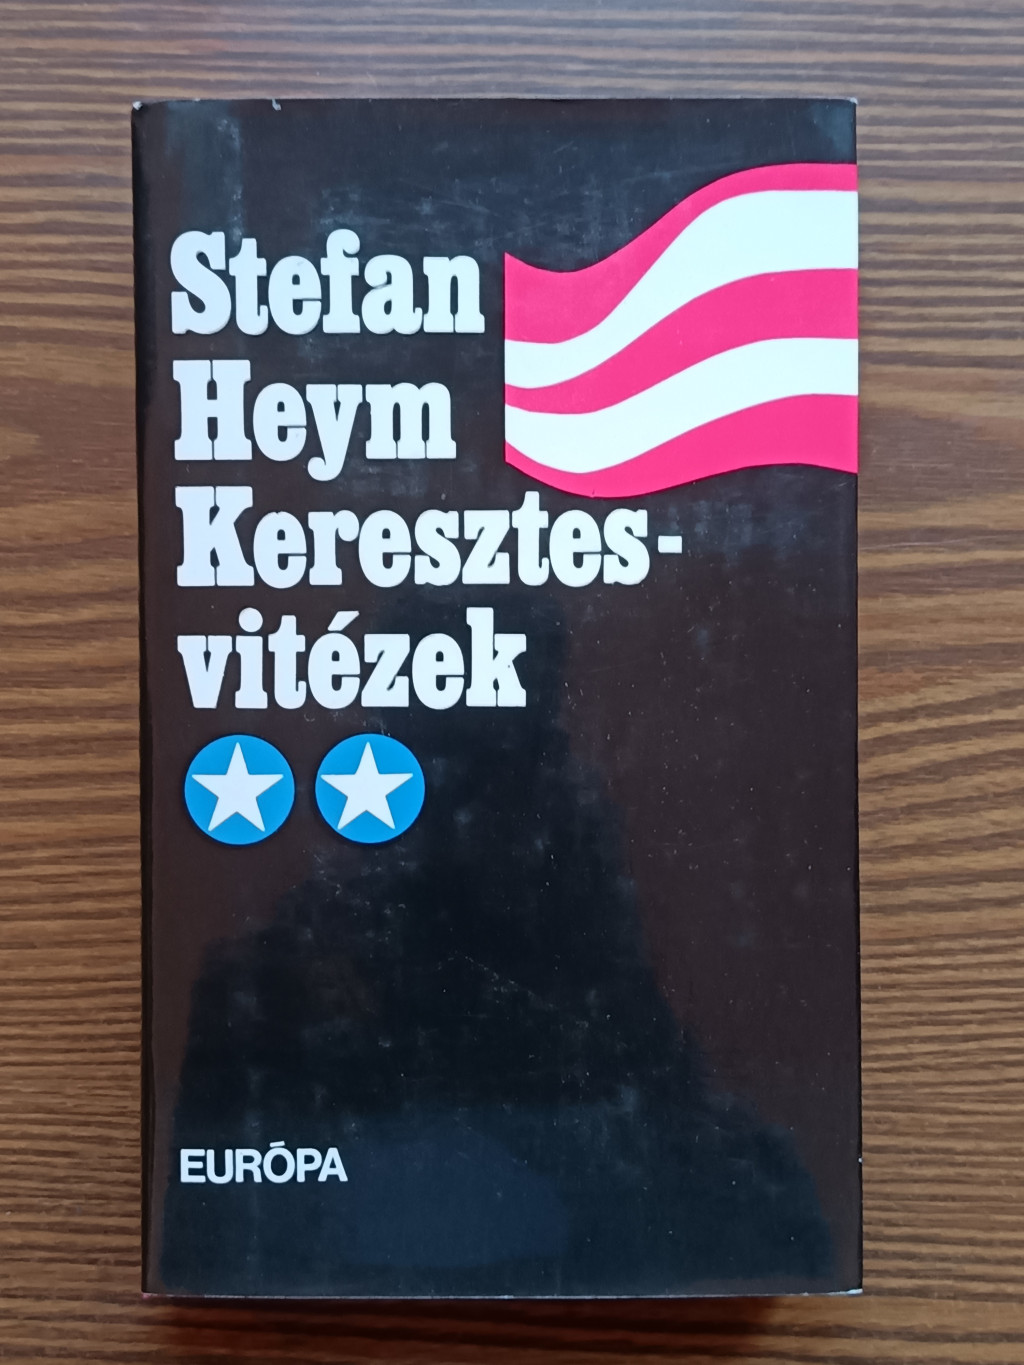 Stefan
Heym
Keresztes-
vitézek
EURÓPA